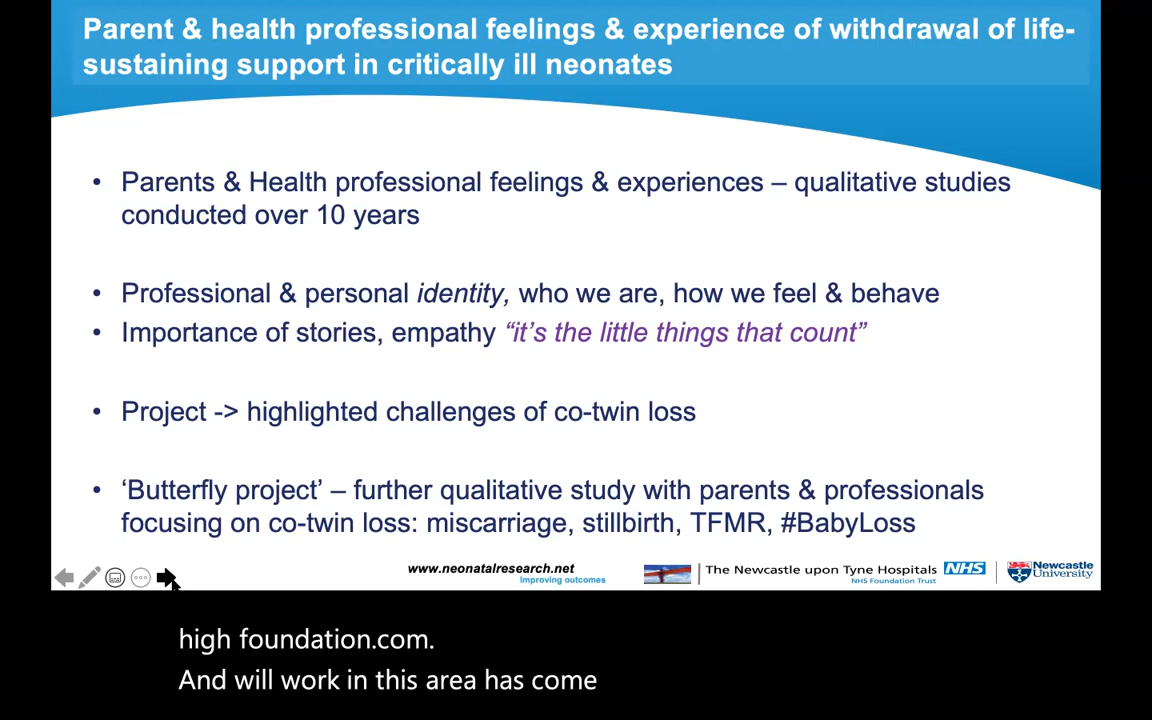 Parent & health professional feelings & experience of withdrawal of life-
sustaining support in critically ill neonates
• Parents & Health professional feelings & experiences – qualitative studies
conducted over 10 years
• Professional & personal identity, who we are, how we feel & behave
• Importance of stories, empathy “it’s the little things that count”
• Project -> highlighted challenges of co-twin loss
• ‘Butterfly project’ – further qualitative study with parents & professionals
focusing on co-twin loss: miscarriage, stillbirth, TFMR, #BabyLoss
www.neonatalresearch.net
Improving outcomes
The Newcastle upon Tyne Hospitals NHS
NHS Foundation Trust
Newcastle
University
high foundation.com.
And will work in this area has come